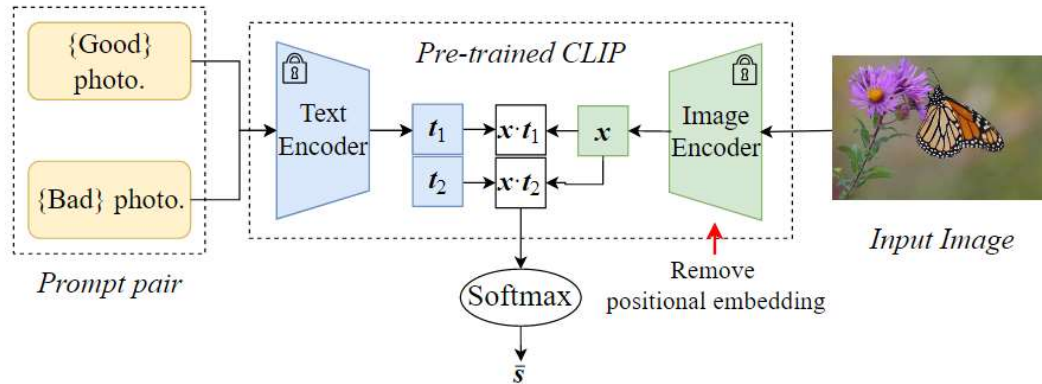 {Good}
photo.
{Bad} photo.
Prompt pair
Pre-trained CLIP
Text
Encoder
t₁
t₂
x·t₁
x·t₂
x
Image
Encoder
Input Image
Remove
positional embedding
Softmax
s̄